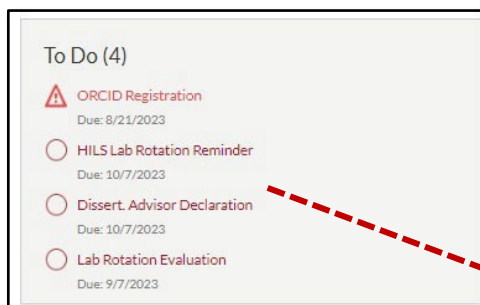 To Do (4)
ORCID Registration
Due: 8/21/2023
HILS Lab Rotation Reminder
Due: 10/7/2023
Dissert. Advisor Declaration
Due: 10/7/2023
Lab Rotation Evaluation
Due: 9/7/2023